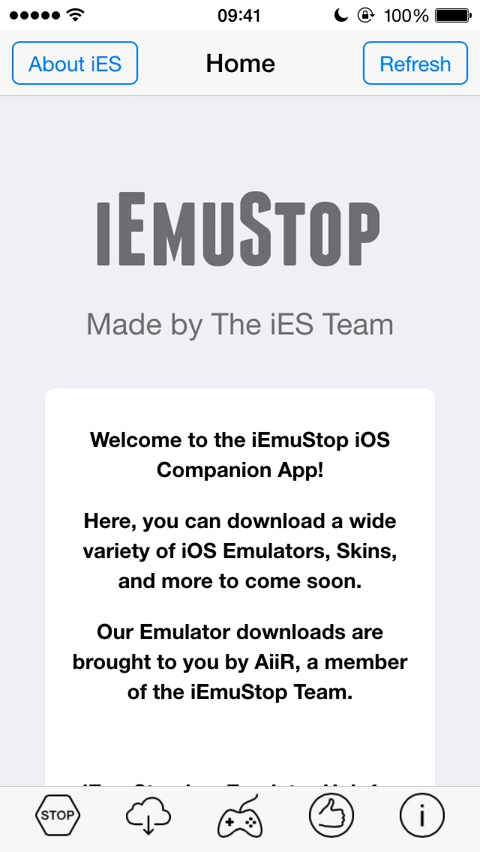 09:41
100%
About iES
Home
Refresh
iEmuStop
Made by The iES Team
Welcome to the iEmuStop iOS
Companion App!
Here, you can download a wide
variety of iOS Emulators, Skins,
and more to come soon.
Our Emulator downloads are
brought to you by AiiR, a member
of the iEmuStop Team.
STOP